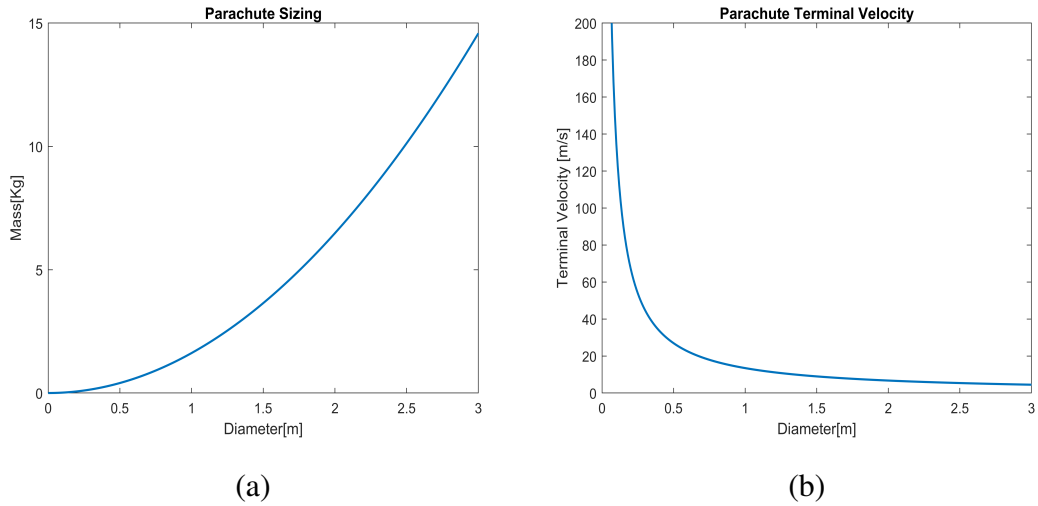 Parachute Sizing
15
10
5
0
Mass[Kg]
0 0.5 1 1.5 2 2.5 3
Diameter[m]
(a)
Parachute Terminal Velocity
200
180
160
140
120
100
80
60
40
20
0
Terminal Velocity [m/s]
0 0.5 1 1.5 2 2.5 3
Diameter[m]
(b)